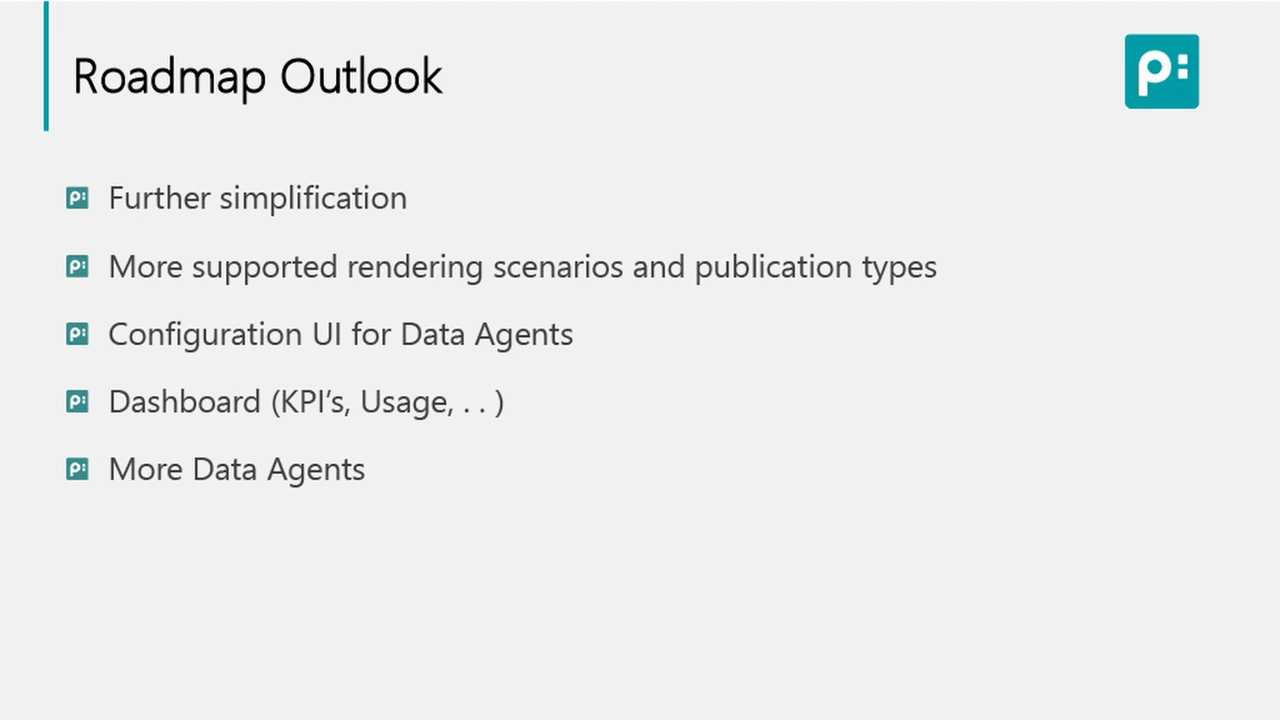 Roadmap Outlook
p:
p: Further simplification
p: More supported rendering scenarios and publication types
p: Configuration UI for Data Agents
p: Dashboard (KPI’s, Usage, . . )
p: More Data Agents